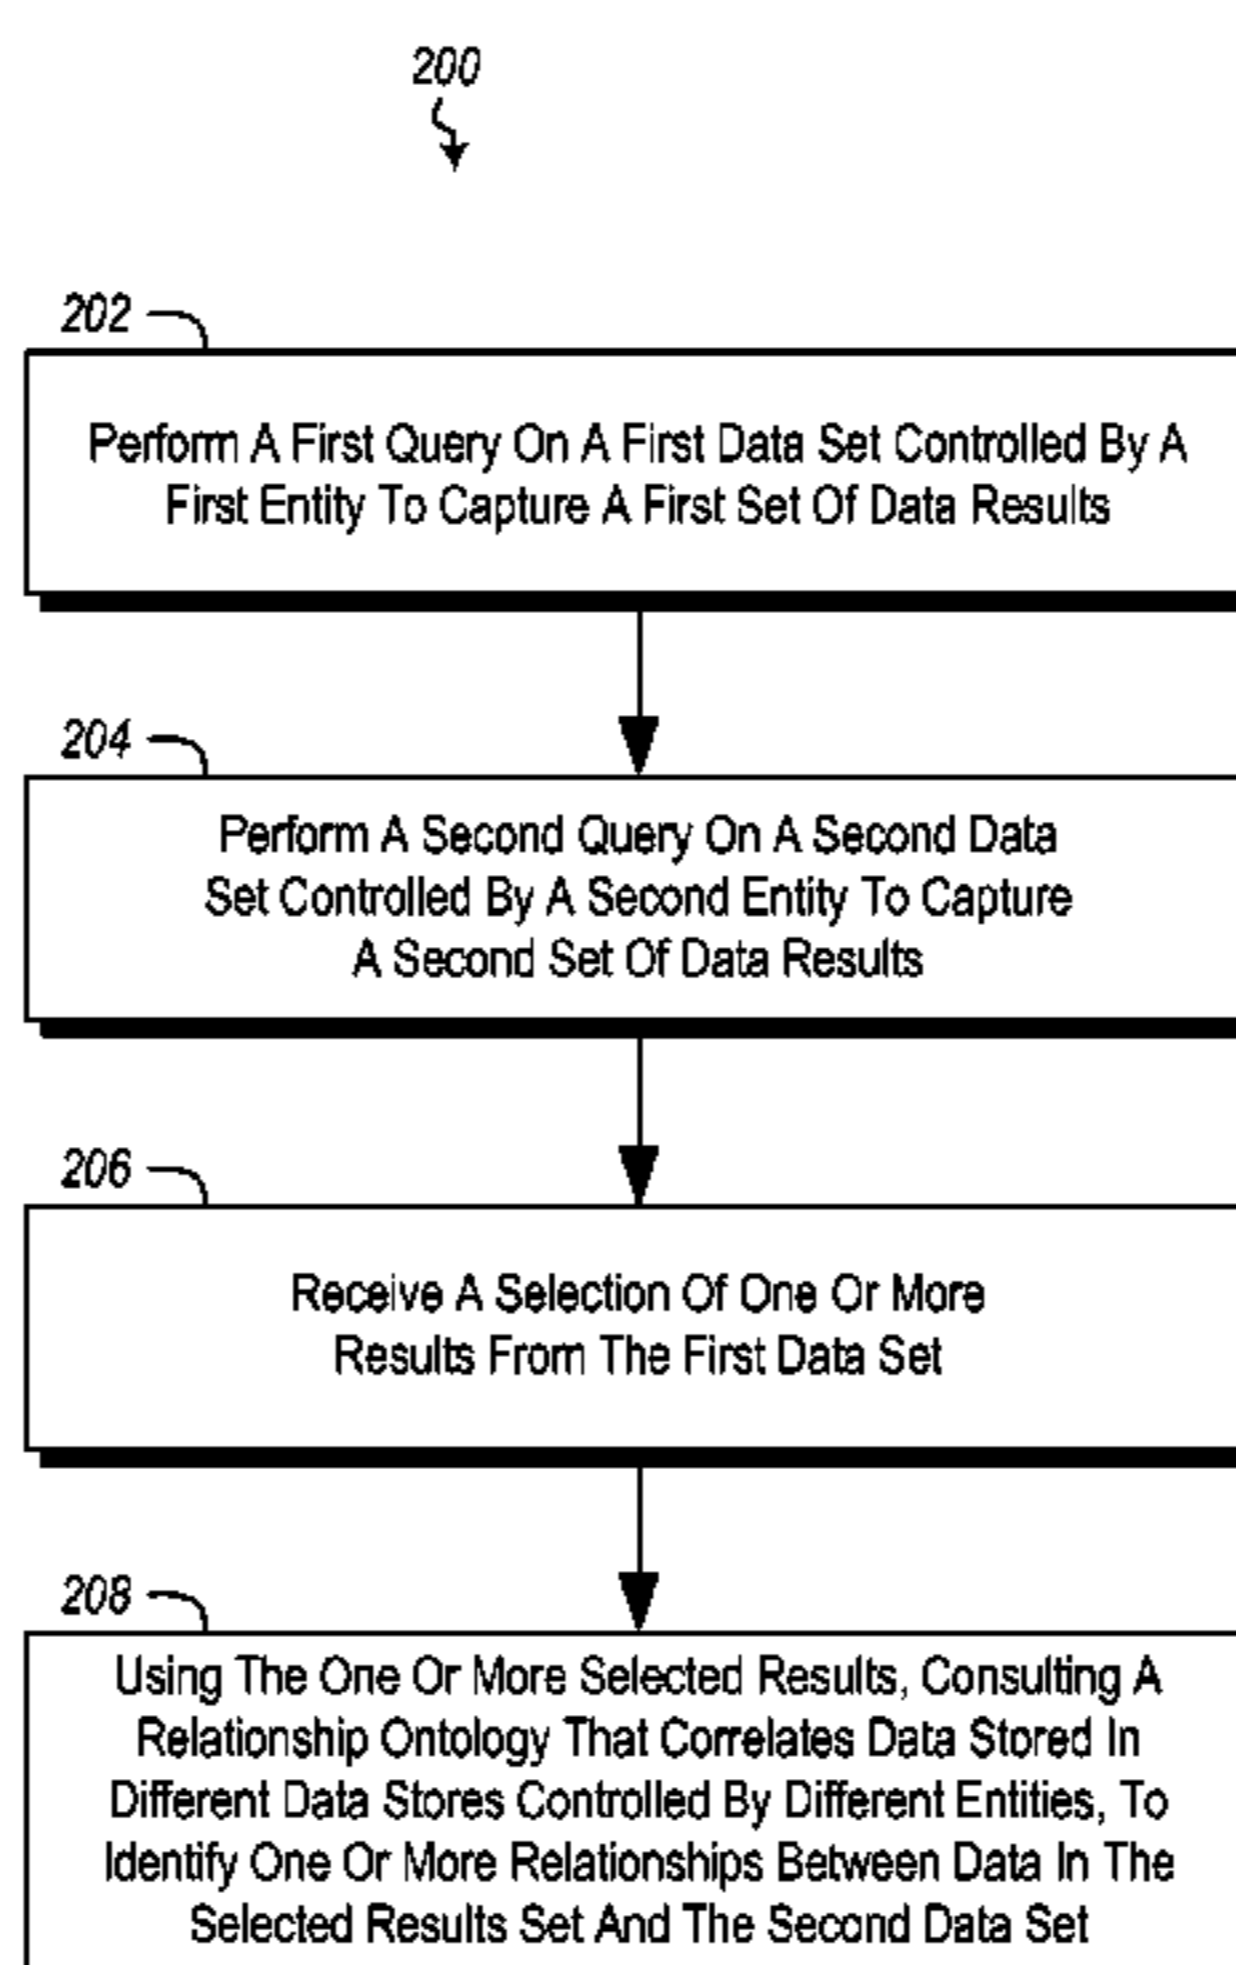 200
202
Perform A First Query On A First Data Set Controlled By A
First Entity To Capture A First Set Of Data Results
204
Perform A Second Query On A Second Data
Set Controlled By A Second Entity To Capture
A Second Set Of Data Results
206
Receive A Selection Of One Or More
Results From The First Data Set
208
Using The One Or More Selected Results, Consulting A
Relationship Ontology That Correlates Data Stored In
Different Data Stores Controlled By Different Entities, To
Identify One Or More Relationships Between Data In The
Selected Results Set And The Second Data Set